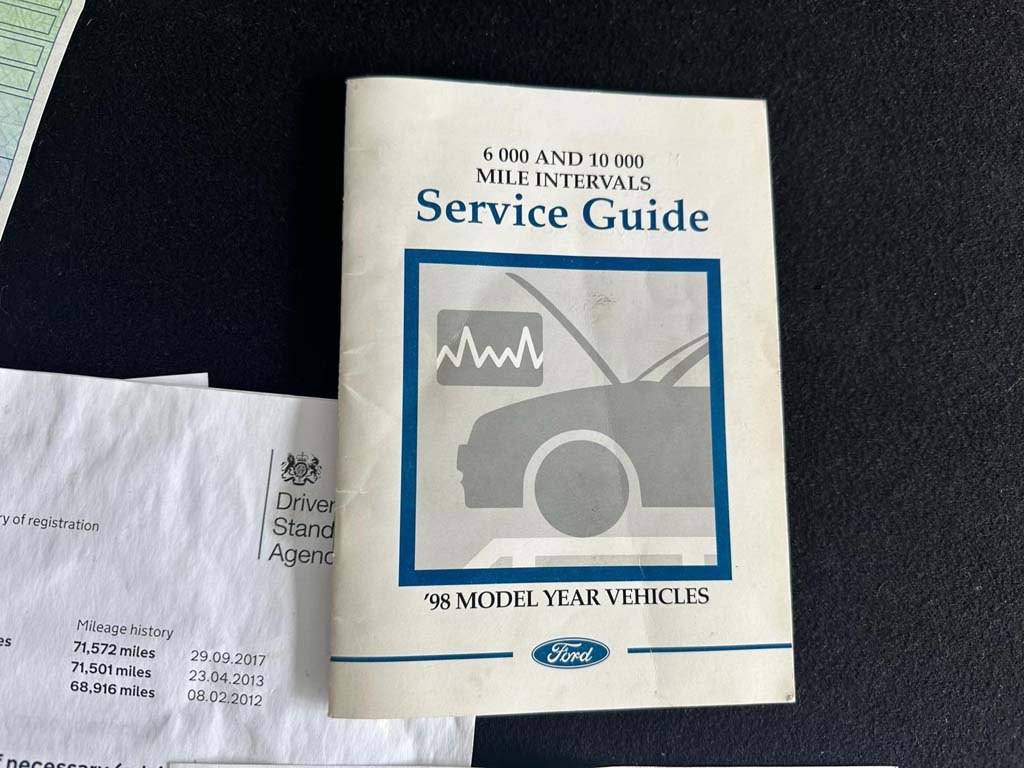 6 000 AND 10 000
MILE INTERVALS
Service Guide
'98 MODEL YEAR VEHICLES
Ford
Driver
Stand
Agenc
ry of registration
Mileage history
es
71,572 miles 29.09.2017
71,501 miles 23.04.2013
68,916 miles 08.02.2012
f necessary